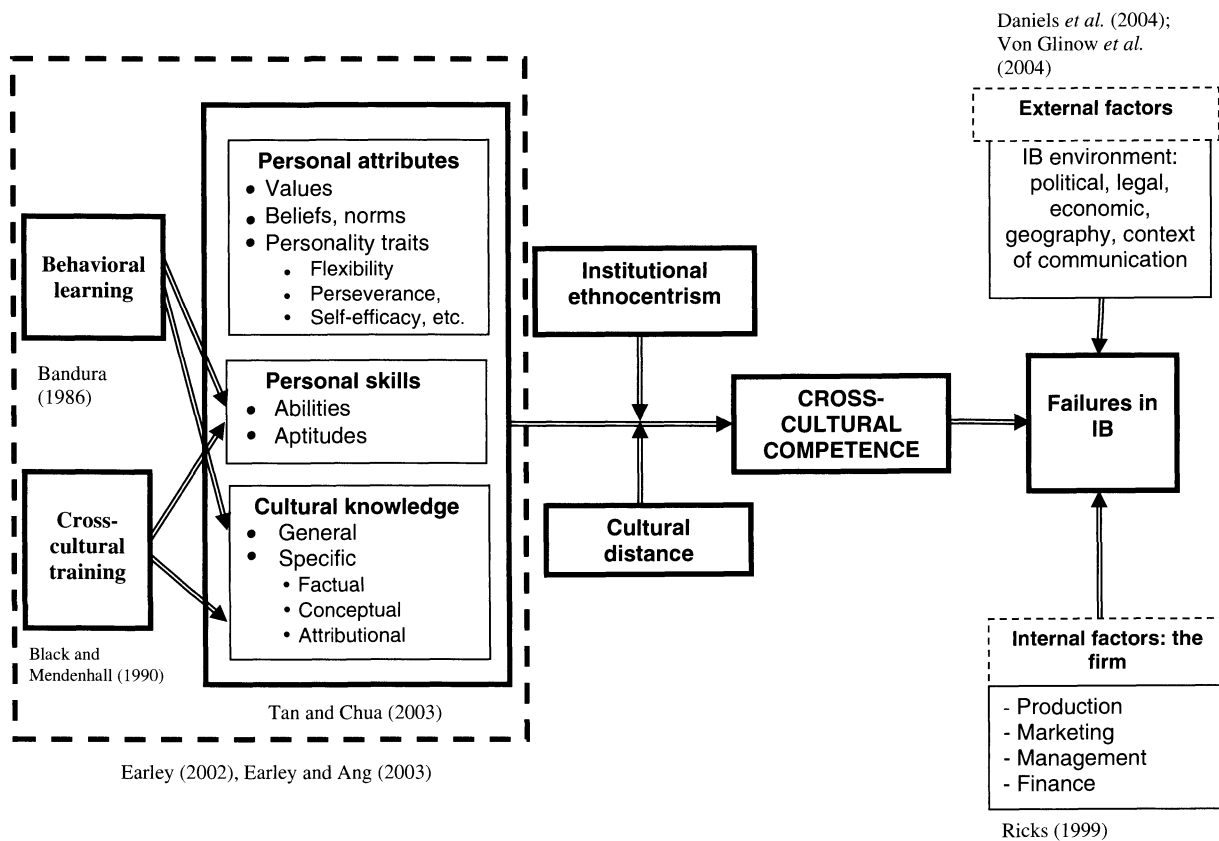 Daniels et al. (2004);
Von Glinow et al.
(2004)
External factors
IB environment:
political, legal,
economic,
geography, context
of communication
Personal attributes
• Values
• Beliefs, norms
• Personality traits
• Flexibility
• Perseverance,
• Self-efficacy, etc.
Behavioral
learning
Bandura
(1986)
Personal skills
• Abilities
• Aptitudes
Cross-
cultural
training
Black and
Mendenhall (1990)
Cultural knowledge
• General
• Specific
• Factual
• Conceptual
• Attributional
Tan and Chua (2003)
Earley (2002), Earley and Ang (2003)
Institutional
ethnocentrism
Cultural
distance
CROSS-
CULTURAL
COMPETENCE
Failures in
IB
Internal factors: the
firm
- Production
- Marketing
- Management
- Finance
Ricks (1999)